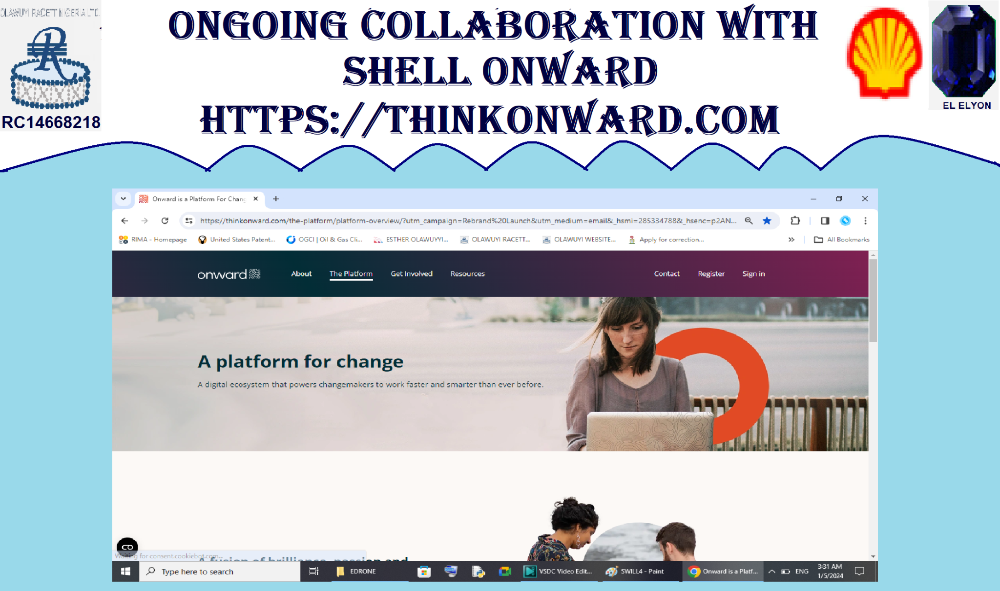 ONGOING COLLABORATION WITH
SHELL ONWARD
HTTPS://THINKONWARD.COM
R
RC14668218
EL ELYON
Onward is a Platform For Chang
https://thinkonward.com/the-platform/platform-overview/?utm_campaign=Rebrand%20Launch&utm_medium=email&_hsmi=285334788&_hsenc=p2AN...
RIMA - Homepage United States Patent... OGCI | Oil & Gas Cli... ESTHER OLAWUYYI... OLAWUYI RACETT... OLAWUYI WEBSITE... Apply for correction... » All Bookmarks
onward About The Platform Get Involved Resources Contact Register Sign in
A platform for change
A digital ecosystem that powers changemakers to work faster and smarter than ever before.
A fusion of brilliance, passion and
Waiting for consent.cookiebot.com...
Type here to search EDRONE VSDC Video Edit... SWILL4 - Paint Onward is a Platf... ENG 3:31 AM
1/5/2024